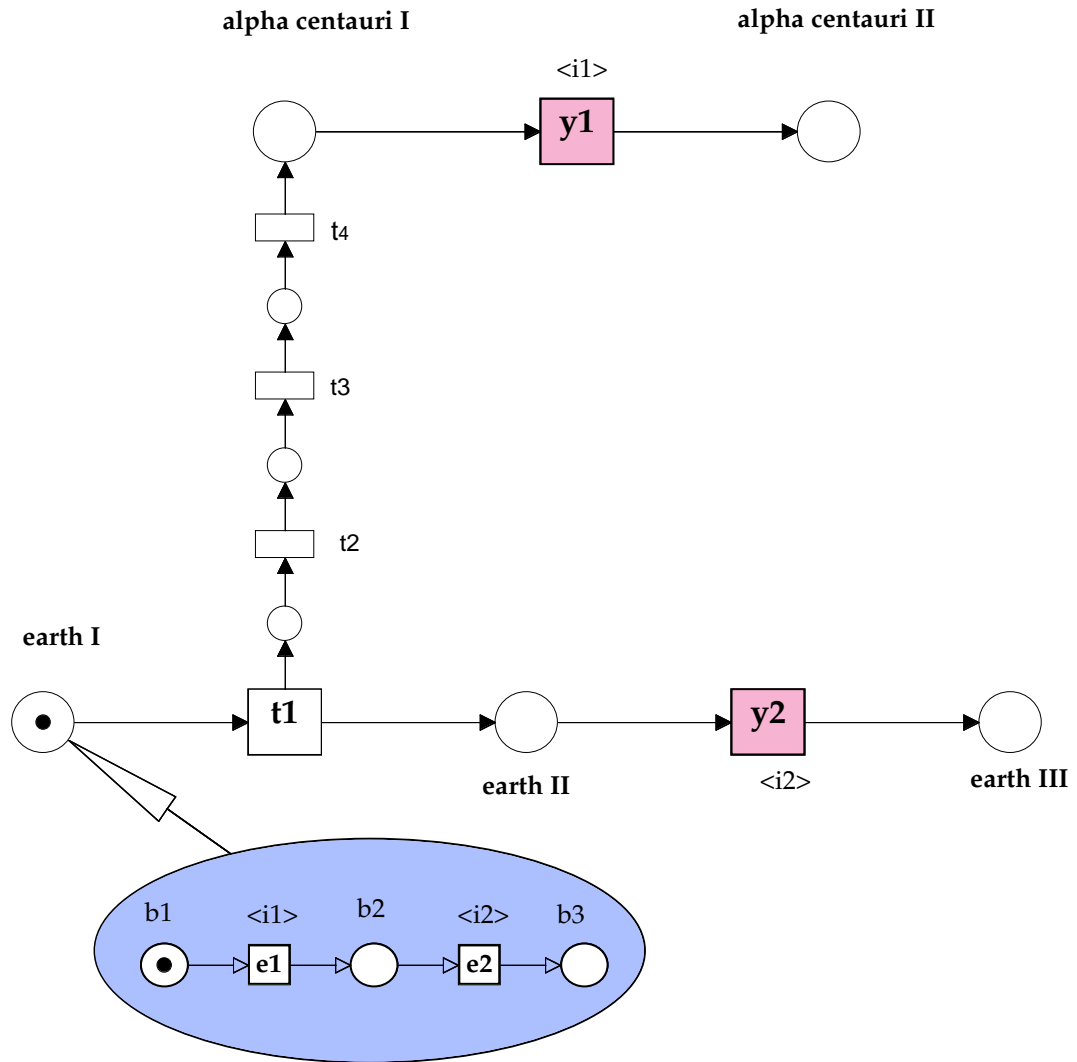 alpha centauri I
alpha centauri II
<i1>
y1
t4
t3
t2
earth I
t1
y2
earth II
<i2>
earth III
b1
<i1>
b2
<i2>
b3
e1
e2